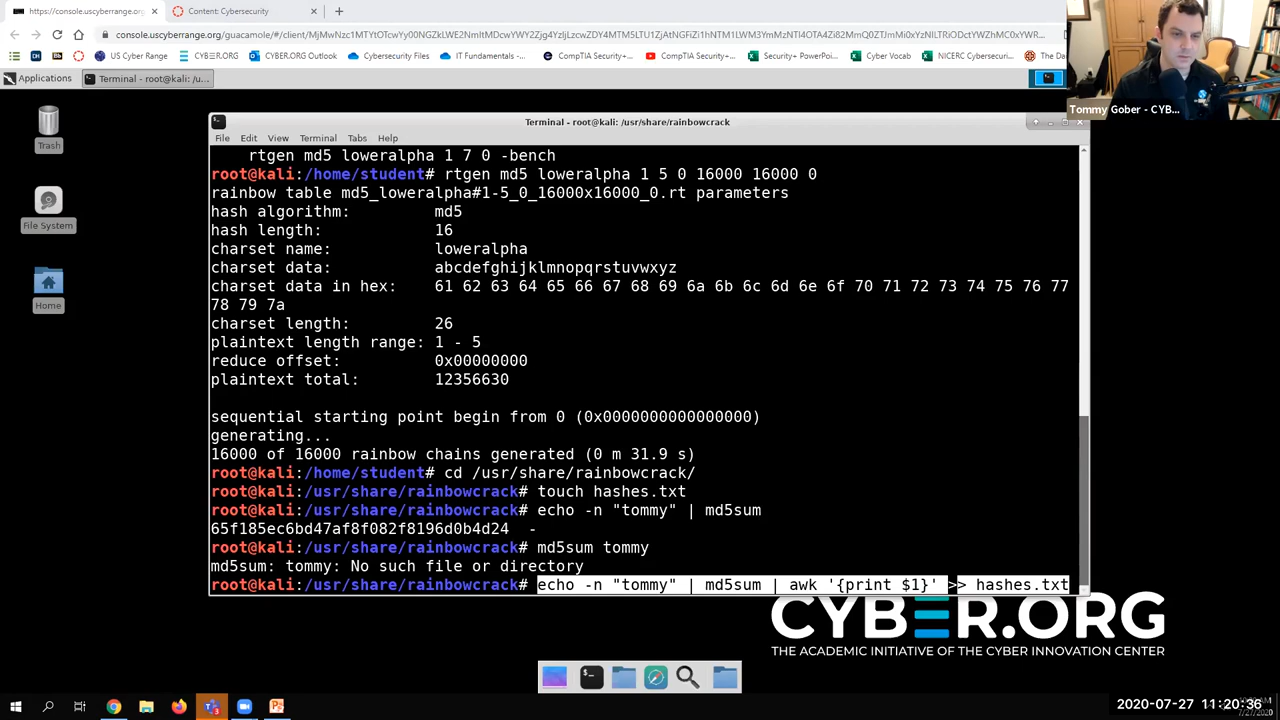 https://console.uscyberrange.org/
Content: Cybersecurity
US Cyber Range
CYBER.ORG
CYBER.ORG Outlook
Cybersecurity Files
IT Fundamentals -...
CompTIA Security+...
CompTIA Security+...
Security+ PowerPoi...
Cyber Vocab
NICERC Cybersecuri...
Tommy Gober - CYB...
Applications
Terminal - root@kali: /u...
Trash
File System
Home
Terminal - root@kali: /usr/share/rainbowcrack
File Edit View Terminal Tabs Help
rtgen md5 loweralpha 1 7 0 -bench
root@kali:/home/student# rtgen md5 loweralpha 1 5 0 16000 16000 0
rainbow table md5_loweralpha#1-5_0_16000x16000_0.rt parameters
hash algorithm: md5
hash length: 16
charset name: loweralpha
charset data: abcdefghijklmnopqrstuvwxyz
charset data in hex: 61 62 63 64 65 66 67 68 69 6a 6b 6c 6d 6e 6f 70 71 72 73 74 75 76 77
78 79 7a
charset length: 26
plaintext length range: 1 - 5
reduce offset: 0x00000000
plaintext total: 12356630
sequential starting point begin from 0 (0x0000000000000000)
generating...
16000 of 16000 rainbow chains generated (0 m 31.9 s)
root@kali:/home/student# cd /usr/share/rainbowcrack/
root@kali:/usr/share/rainbowcrack# touch hashes.txt
root@kali:/usr/share/rainbowcrack# echo -n "tommy" | md5sum
65f185ec6bd47af8f082f8196d0b4d24 -
root@kali:/usr/share/rainbowcrack# md5sum tommy
md5sum: tommy: No such file or directory
root@kali:/usr/share/rainbowcrack# echo -n "tommy" | md5sum | awk '{print $1}' >> hashes.txt
CYBER.ORG
THE ACADEMIC INITIATIVE OF THE CYBER INNOVATION CENTER
2020-07-27 11:20:36